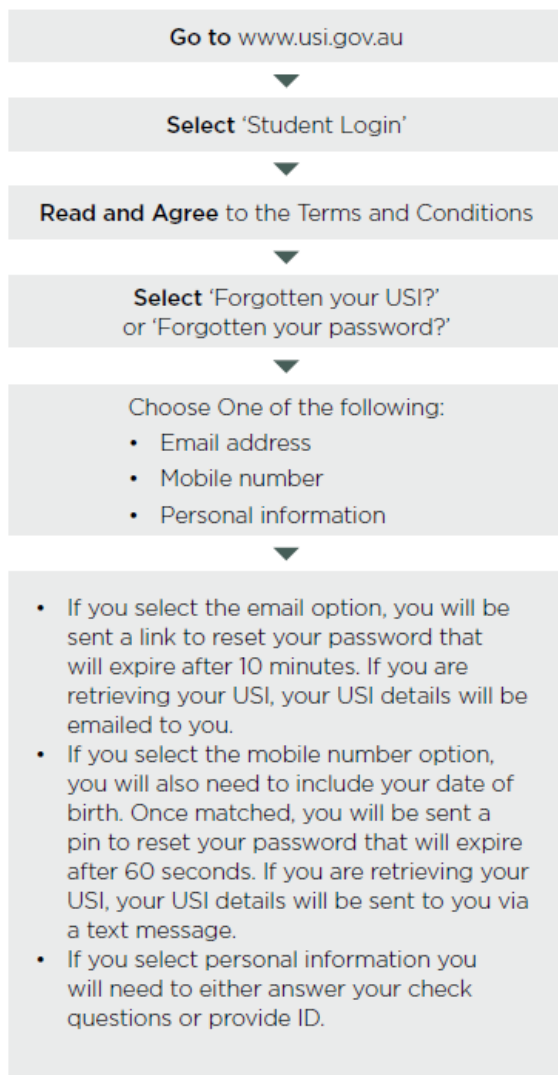 Go to www.usi.gov.au
Select ‘Student Login’
Read and Agree to the Terms and Conditions
Select ‘Forgotten your USI?’
or ‘Forgotten your password?’
Choose One of the following:
• Email address
• Mobile number
• Personal information
• If you select the email option, you will be
sent a link to reset your password that
will expire after 10 minutes. If you are
retrieving your USI, your USI details will be
emailed to you.
• If you select the mobile number option,
you will also need to include your date of
birth. Once matched, you will be sent a
pin to reset your password that will expire
after 60 seconds. If you are retrieving your
USI, your USI details will be sent to you via
a text message.
• If you select personal information you
will need to either answer your check
questions or provide ID.